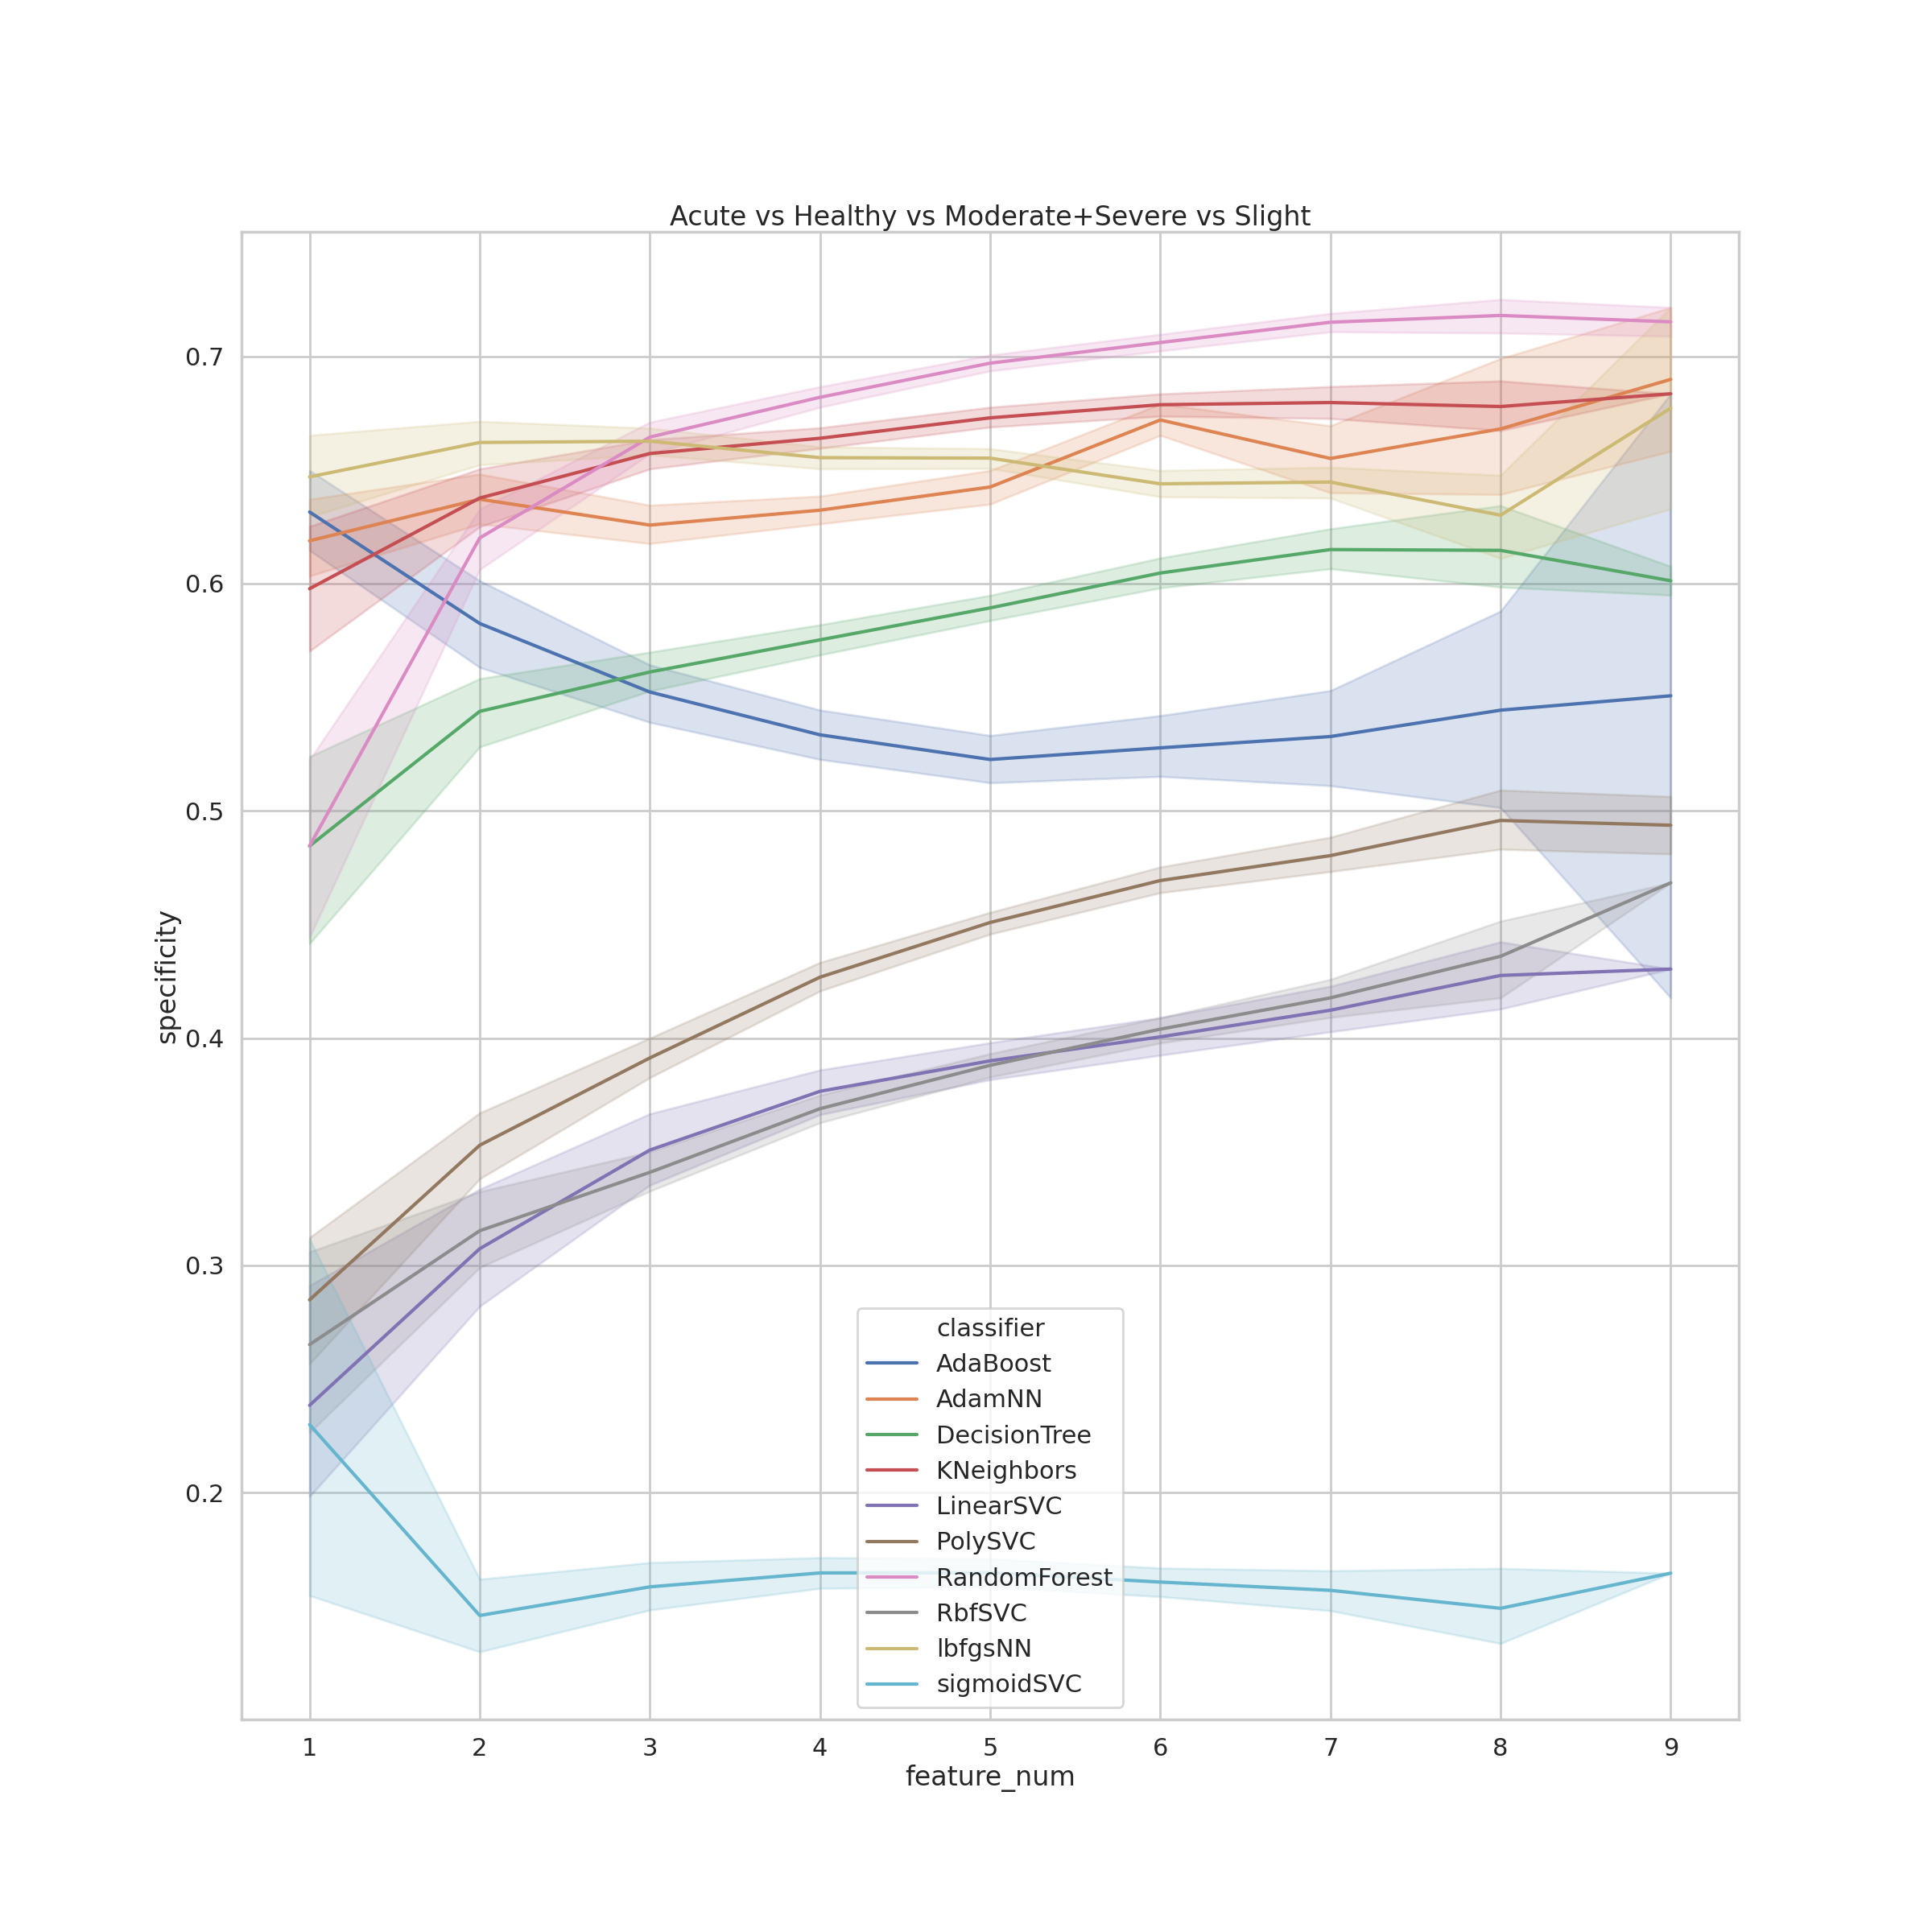 Acute vs Healthy vs Moderate+Severe vs Slight
specificity
0.7
0.6
0.5
0.4
0.3
0.2
classifier
AdaBoost
AdamNN
DecisionTree
KNeighbors
LinearSVC
PolySVC
RandomForest
RbfSVC
lbfgsNN
sigmoidSVC
1 2 3 4 5 6 7 8 9
feature_num